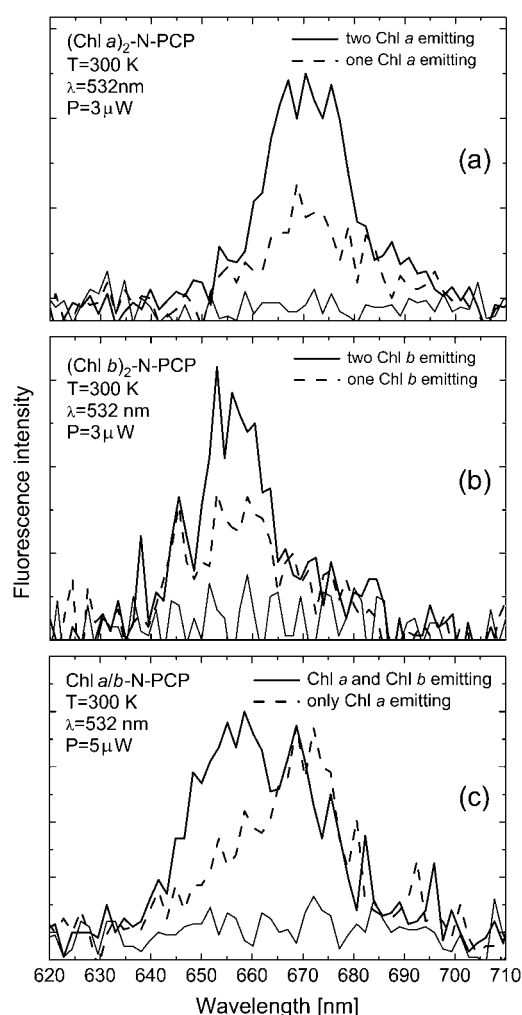 (Chl a)₂-N-PCP
T=300 K
λ=532nm
P=3μW
two Chl a emitting
one Chl a emitting
(a)
(Chl b)₂-N-PCP
T=300 K
λ=532 nm
P=3μW
two Chl b emitting
one Chl b emitting
(b)
Fluorescence intensity
Chl a/b-N-PCP
T=300 K
λ=532 nm
P=5μW
Chl a and Chl b emitting
only Chl a emitting
(c)
620 630 640 650 660 670 680 690 700 710
Wavelength [nm]